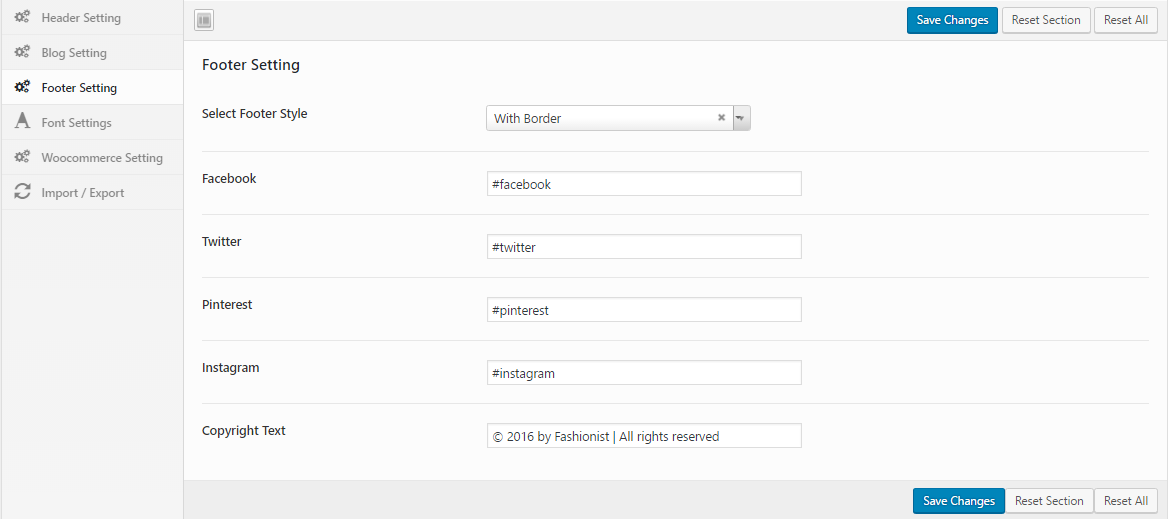 Header Setting
Blog Setting
Footer Setting
Font Settings
Woocommerce Setting
Import / Export
Save Changes Reset Section Reset All
Footer Setting
Select Footer Style With Border
Facebook #facebook
Twitter #twitter
Pinterest #pinterest
Instagram #instagram
Copyright Text © 2016 by Fashionist | All rights reserved
Save Changes Reset Section Reset All